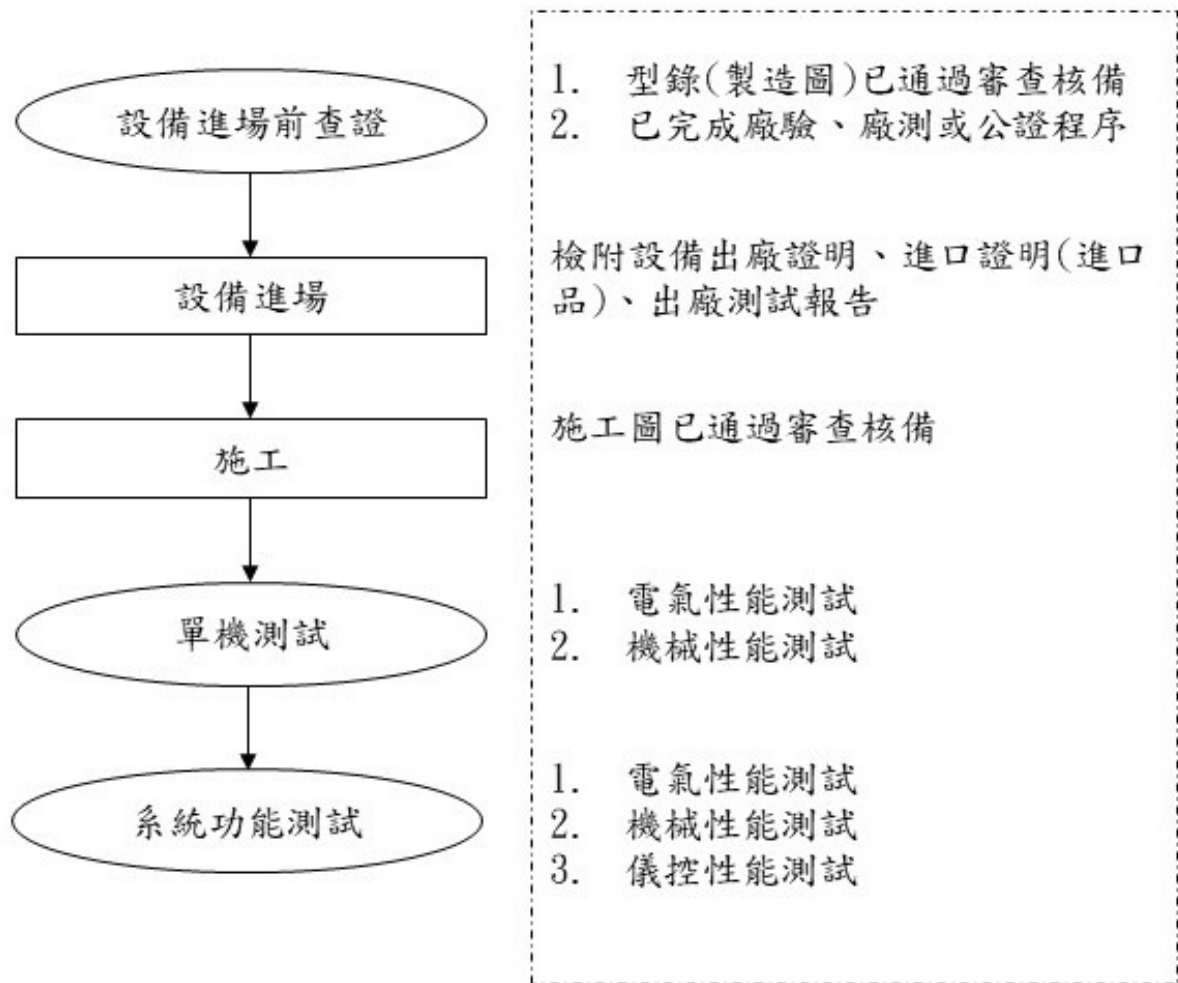 設備進場前查證
1. 型錄(製造圖)已通過審查核備
2. 已完成廠驗、廠測或公證程序
設備進場
檢附設備出廠證明、進口證明(進口
品)、出廠測試報告
施工
施工圖已通過審查核備
單機測試
1. 電氣性能測試
2. 機械性能測試
系統功能測試
1. 電氣性能測試
2. 機械性能測試
3. 儀控性能測試